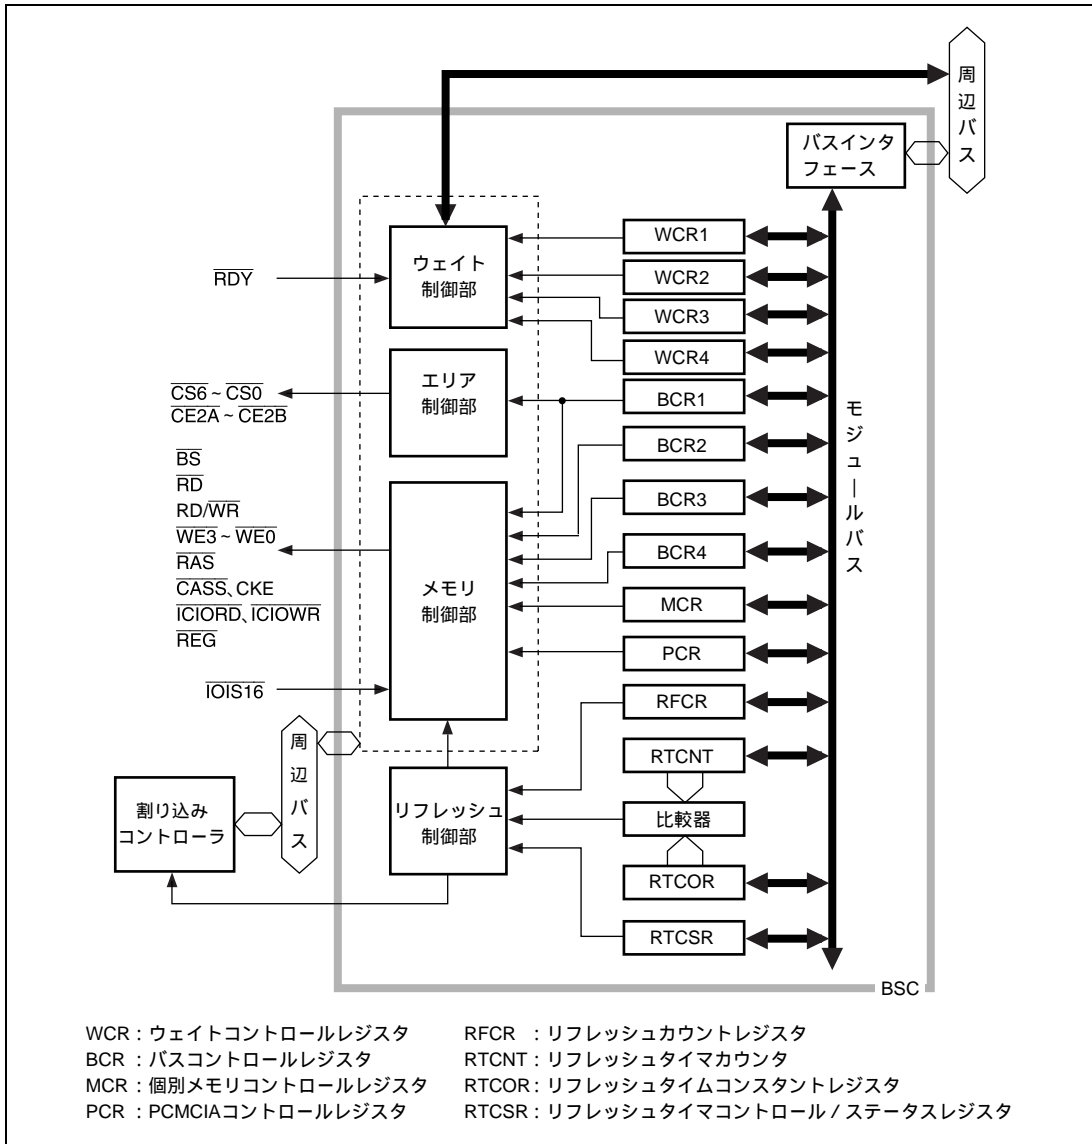 周辺バス
バスインタ
フェース
ウェイト
制御部
RDY
WCR1
WCR2
WCR3
WCR4
エリア
制御部
CS6 ~ CS0
CE2A ~ CE2B
BCR1
BCR2
BCR3
BCR4
MCR
PCR
RFCR
RTCNT
比較器
RTCOR
RTCSR
モジュールバス
BS
RD
RD/WR
WE3 ~ WE0
RAS
CASS、CKE
ICIORD、ICIOWR
REG
メモリ
制御部
IOIS16
周辺バス
割り込み
コントローラ
リフレッシュ
制御部
BSC
WCR : ウェイトコントロールレジスタ
BCR : バスコントロールレジスタ
MCR : 個別メモリコントロールレジスタ
PCR : PCMCIAコントロールレジスタ
RFCR : リフレッシュカウントレジスタ
RTCNT : リフレッシュタイマカウンタ
RTCOR : リフレッシュタイムコンスタントレジスタ
RTCSR : リフレッシュタイマコントロール / ステータスレジスタ